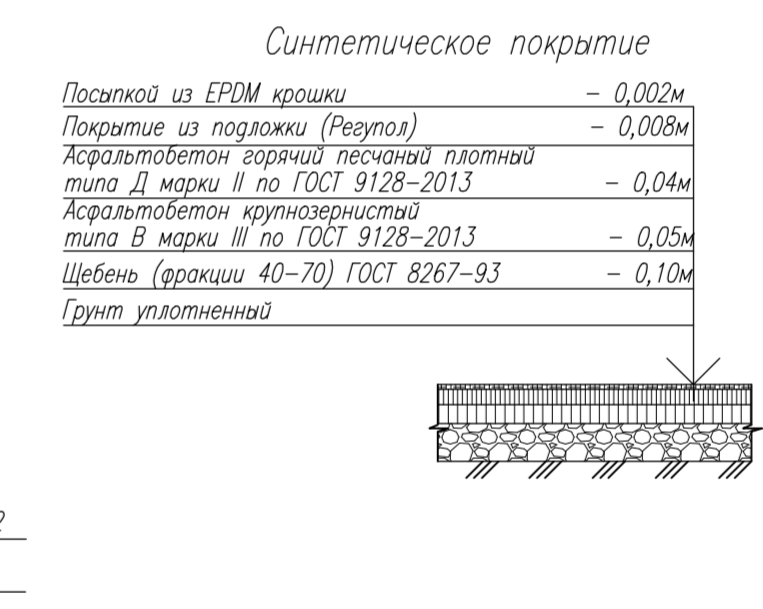 Синтетическое покрытие
Посыпкой из EPDM крошки – 0,002м
Покрытие из подложки (Регупол) – 0,008м
Асфальтобетон горячий песчаный плотный
типа Д марки II по ГОСТ 9128–2013 – 0,04м
Асфальтобетон крупнозернистый
типа В марки III по ГОСТ 9128–2013 – 0,05м
Щебень (фракции 40–70) ГОСТ 8267–93 – 0,10м
Грунт уплотненный